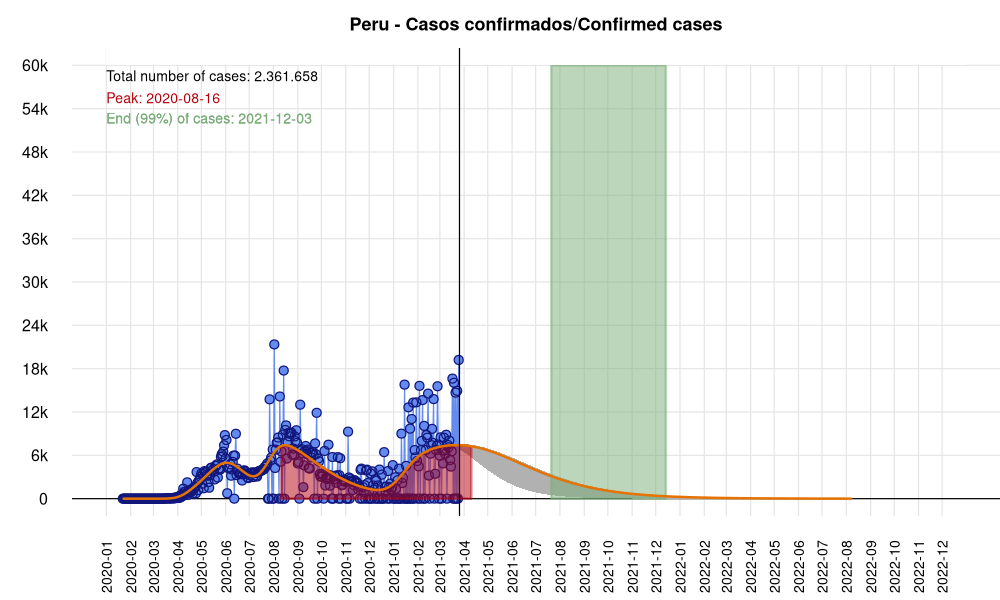 Peru - Casos confirmados/Confirmed cases
60k
Total number of cases: 2.361.658
Peak: 2020-08-16
54k
End (99%) of cases: 2021-12-03
48k
42k
36k
30k
24k
18k
12k
6k
0
2020-01
2020-02
2020-03
2020-04
2020-05
2020-06
2020-07
2020-08
2020-09
2020-10
2020-11
2020-12
2021-01
2021-02
2021-03
2021-04
2021-05
2021-06
2021-07
2021-08
2021-09
2021-10
2021-11
2021-12
2022-01
2022-02
2022-03
2022-04
2022-05
2022-06
2022-07
2022-08
2022-09
2022-10
2022-11
2022-12